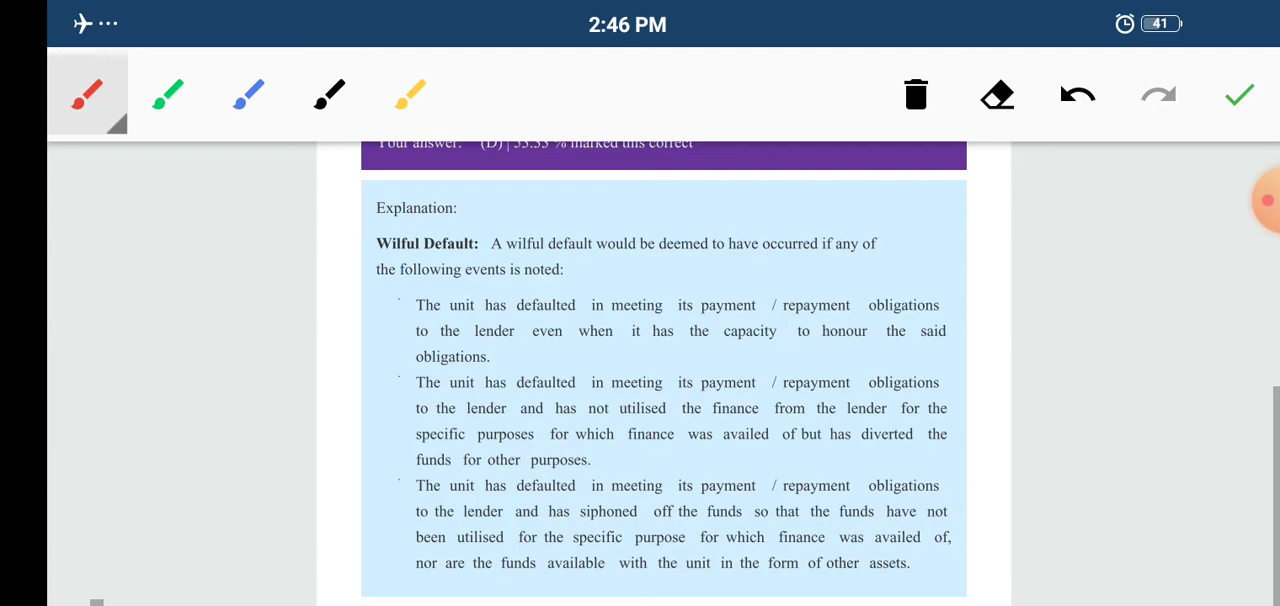 2:46 PM
41
Your answer: (D) | 53.53 % marked this correct
Explanation:
Wilful Default: A wilful default would be deemed to have occurred if any of
the following events is noted:
The unit has defaulted in meeting its payment / repayment obligations
to the lender even when it has the capacity to honour the said
obligations.
The unit has defaulted in meeting its payment / repayment obligations
to the lender and has not utilised the finance from the lender for the
specific purposes for which finance was availed of but has diverted the
funds for other purposes.
The unit has defaulted in meeting its payment / repayment obligations
to the lender and has siphoned off the funds so that the funds have not
been utilised for the specific purpose for which finance was availed of,
nor are the funds available with the unit in the form of other assets.